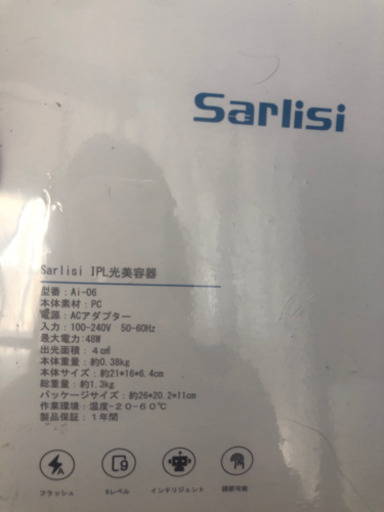 Sarlisi
Sarlisi IPL光美容器
型番：Ai-06
本体素材：PC
電源：ACアダプター
入力：100-240V 50-60Hz
最大電力：48W
出光面積：4㎠
本体重量：約0.38kg
本体サイズ：約21*16*6.4cm
総重量：約1.3kg
パッケージサイズ：約26*20.2*11cm
作業環境：温度-20-60℃
製品保証：1年間
9
フラッシュ
9レベル
インテリジェント